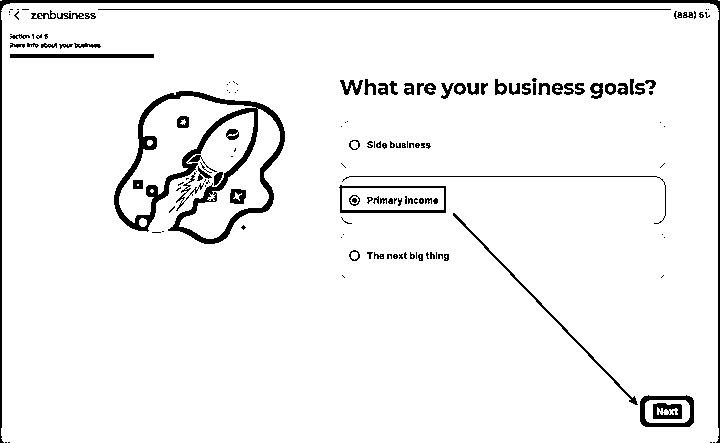 zenbusiness
(888) 51
Section 1 of 5
Share info about your business
What are your business goals?
Side business
Primary income
The next big thing
Next